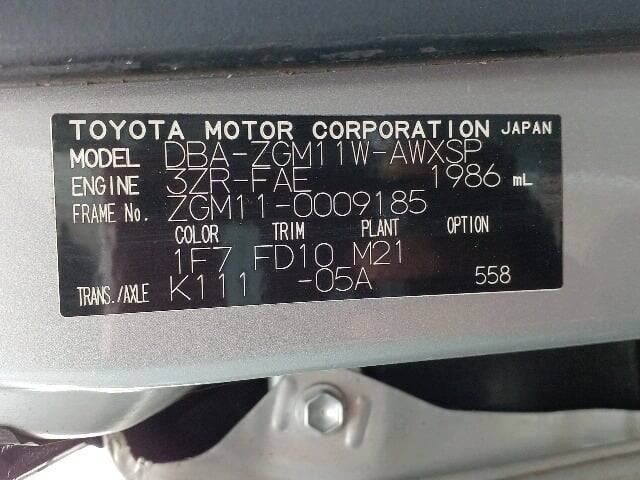 TOYOTA MOTOR CORPORATION JAPAN
MODEL DBA-ZGM11W-AWXSP
ENGINE 3ZR-FAE 1986 mL
FRAME No. ZGM11-0009185
COLOR TRIM PLANT OPTION
1F7 FD10 M21
TRANS./AXLE K111 -05A 558